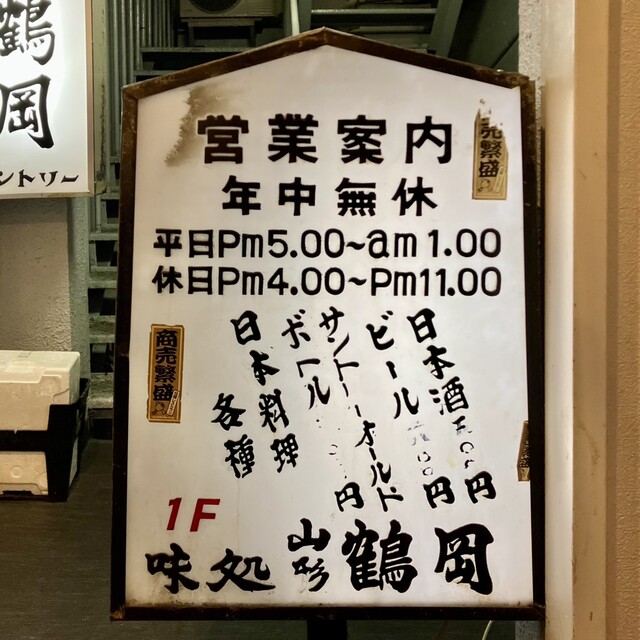 鶴岡
ントリー
営業案内
年中無休
平日Pm5.00~am1.00
休日Pm4.00~Pm11.00
日本酒 円
ビール 円
サントリーオールド 円
ボール
日本料理
各種
売繁盛
商売繁盛
1F
味処 山形 鶴岡